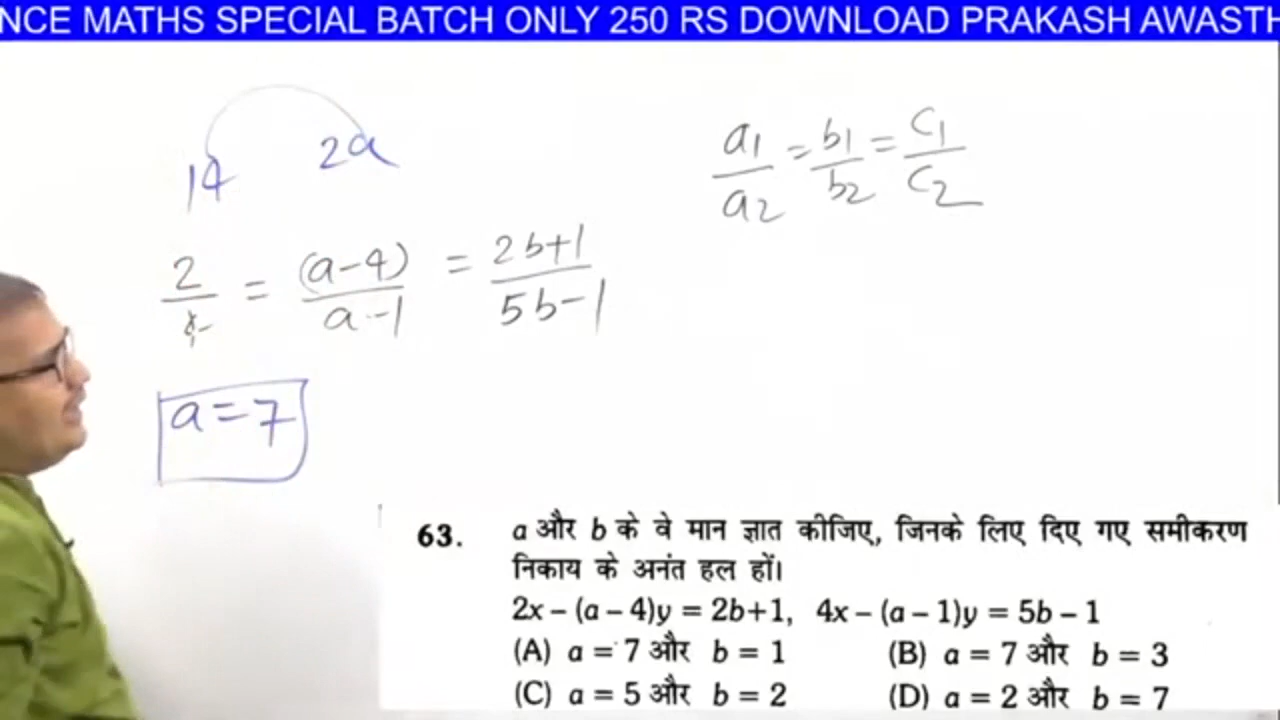 NCE MATHS SPECIAL BATCH ONLY 250 RS DOWNLOAD PRAKASH AWASTH
14 2a
a1/a2 = b1/b2 = c1/c2
2/4 = (a-4)/a-1 = 2b+1/5b-1
a=7
63. a और b के वे मान ज्ञात कीजिए, जिनके लिए दिए गए समीकरण
निकाय के अनंत हल हों।
2x – (a – 4)y = 2b+1, 4x – (a – 1)y = 5b – 1
(A) a = 7 और b = 1 (B) a = 7 और b = 3
(C) a = 5 और b = 2 (D) a = 2 और b = 7